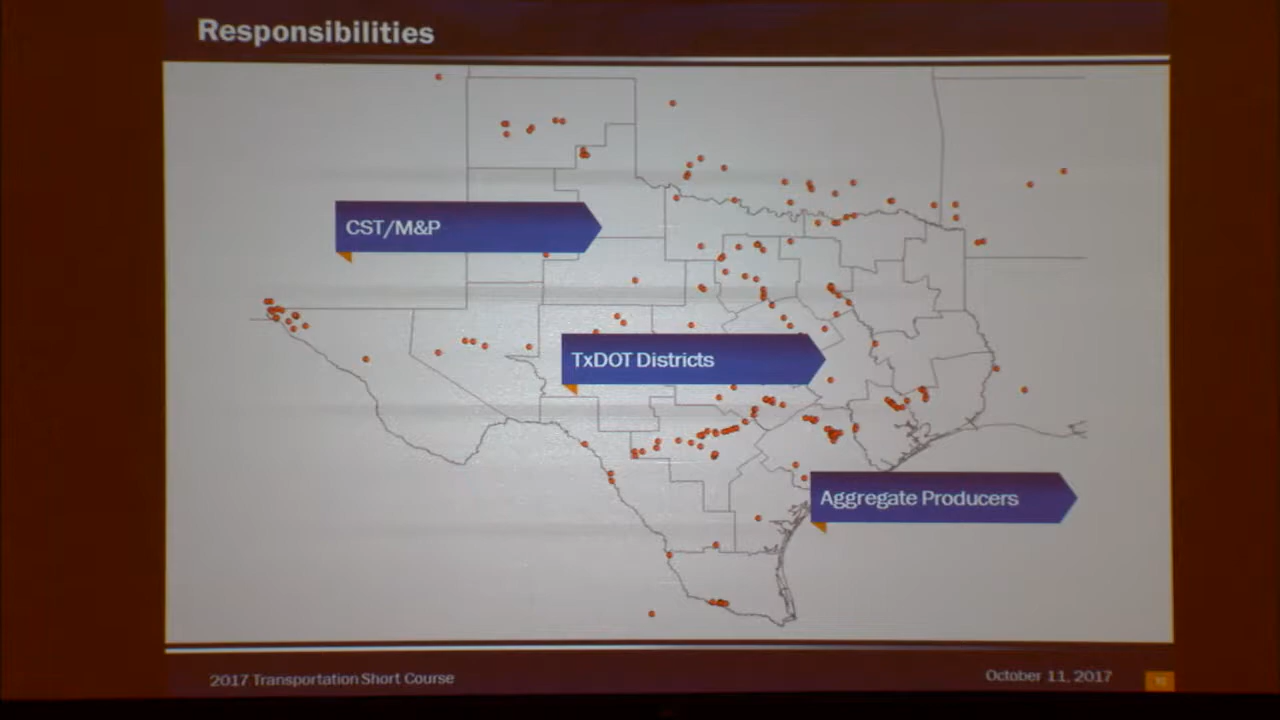 Responsibilities
CST/M&P
TxDOT Districts
Aggregate Producers
2017 Transportation Short Course
October 11, 2017